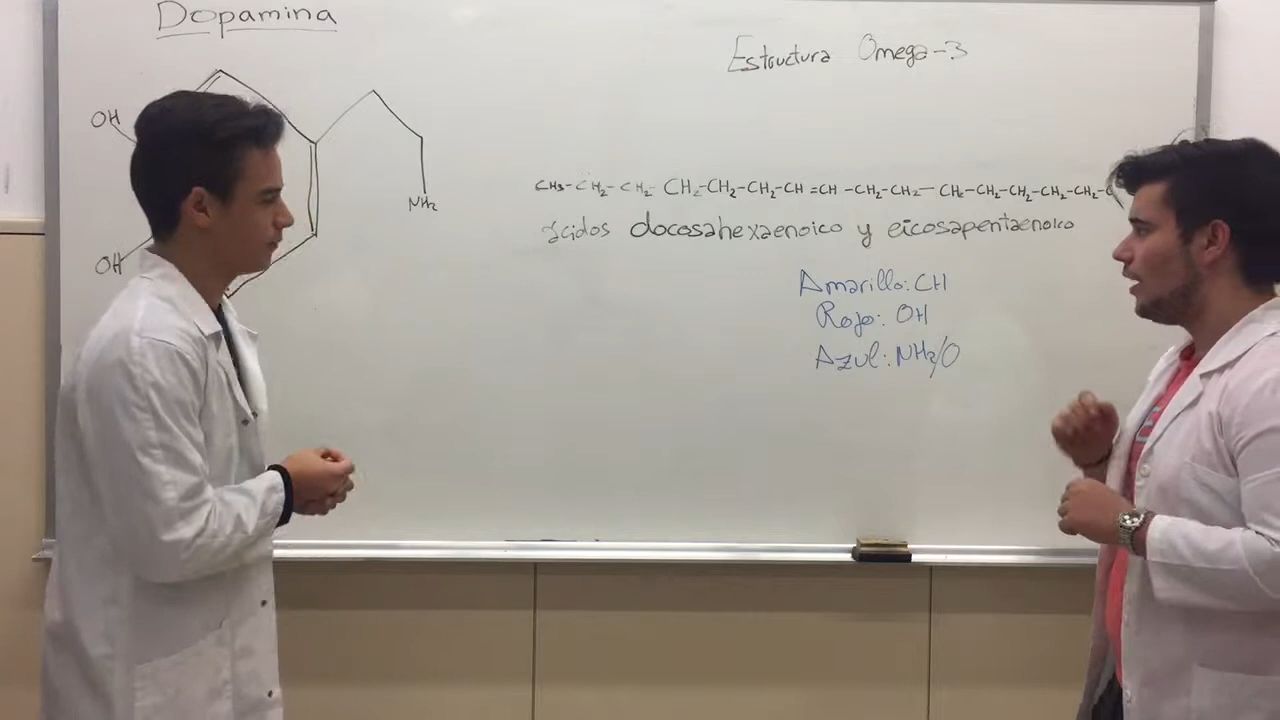 Dopamina
OH
NH₂
OH
Estructura Omega-3
CH₃-CH₂-CH₂-CH₂-CH₂-CH₂-CH=CH-CH₂-CH₂-CH₂-CH₂-CH₂-CH₂-CH₂-C
ácidos docosahexaenoico y eicosapentaenoico
Amarillo: CH
Rojo: OH
Azul: NH₂/O